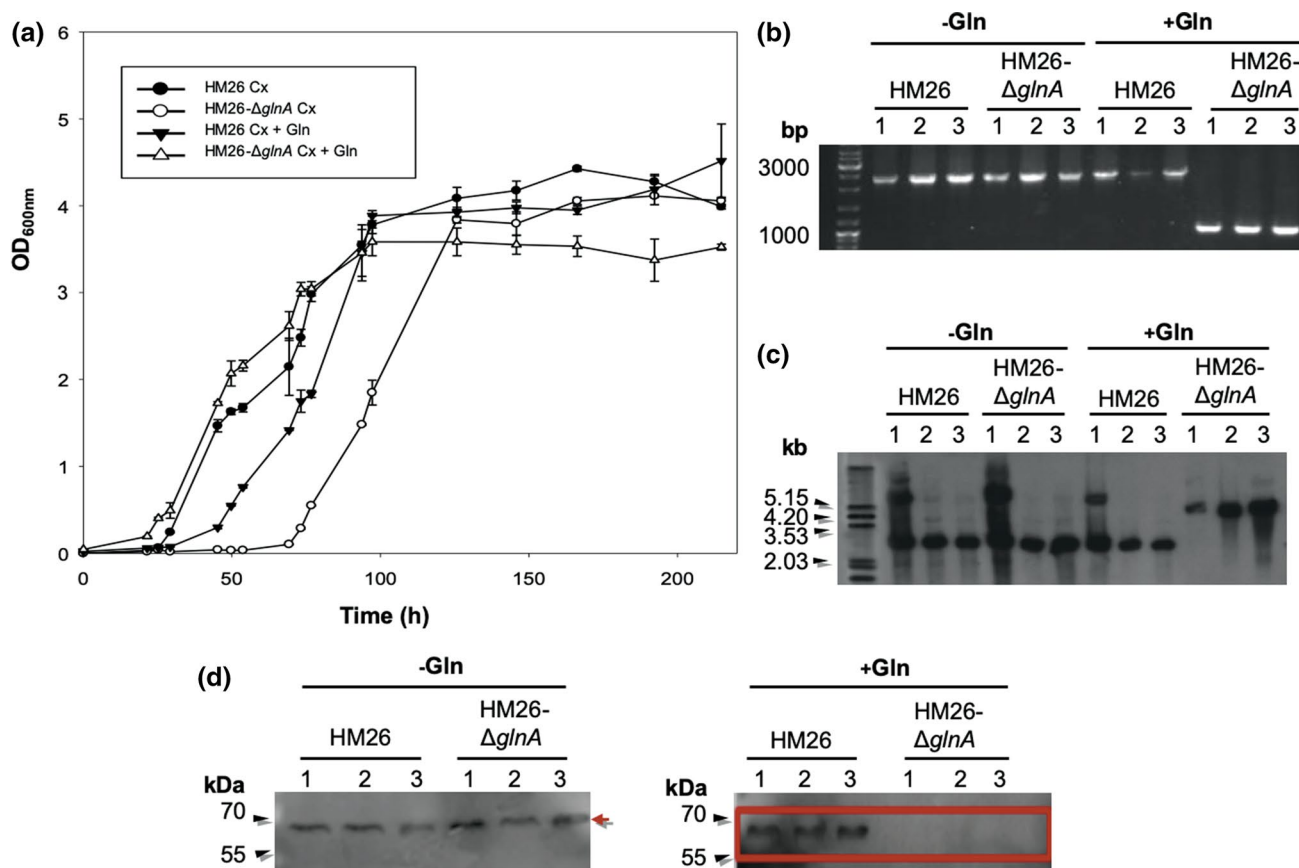 (a)
6
5
4
3
2
1
0
OD600nm
HM26 Cx
HM26-ΔglnA Cx
HM26 Cx + Gln
HM26-ΔglnA Cx + Gln
0 50 100 150 200
Time (h)
(b)
-Gln +Gln
HM26 HM26-ΔglnA HM26 HM26-ΔglnA
bp 1 2 3 1 2 3 1 2 3 1 2 3
3000
1000
(c)
-Gln +Gln
HM26 HM26-ΔglnA HM26 HM26-ΔglnA
kb 1 2 3 1 2 3 1 2 3 1 2 3
5.15
4.20
3.53
2.03
(d)
-Gln
HM26 HM26-ΔglnA
kDa 1 2 3 1 2 3
70
55
+Gln
HM26 HM26-ΔglnA
kDa 1 2 3 1 2 3
70
55